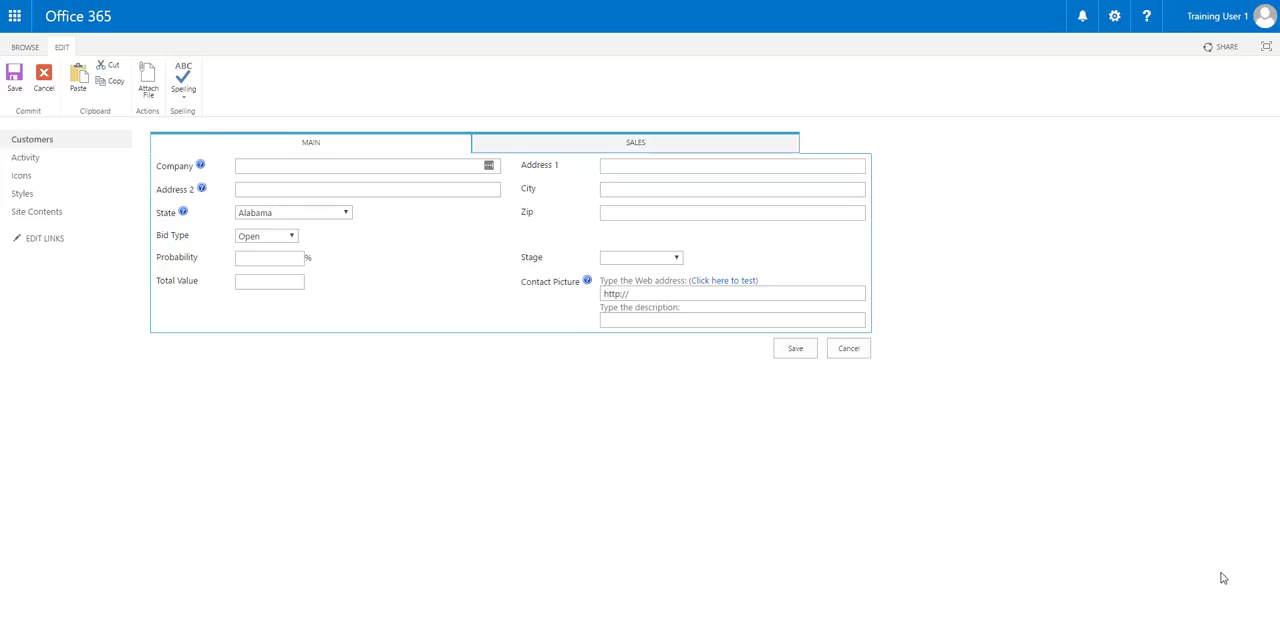 Office 365
Training User 1
BROWSE EDIT
SHARE
Save
Cancel
Paste
Cut
Copy
Attach
File
ABC
Spelling
Commit
Clipboard
Actions
Spelling
Customers
Activity
Icons
Styles
Site Contents
EDIT LINKS
MAIN
SALES
Company
Address 1
Address 2
City
State
Alabama
Zip
Bid Type
Open
Probability
%
Stage
Total Value
Contact Picture
Type the Web address: (Click here to test)
http://
Type the description:
Save
Cancel